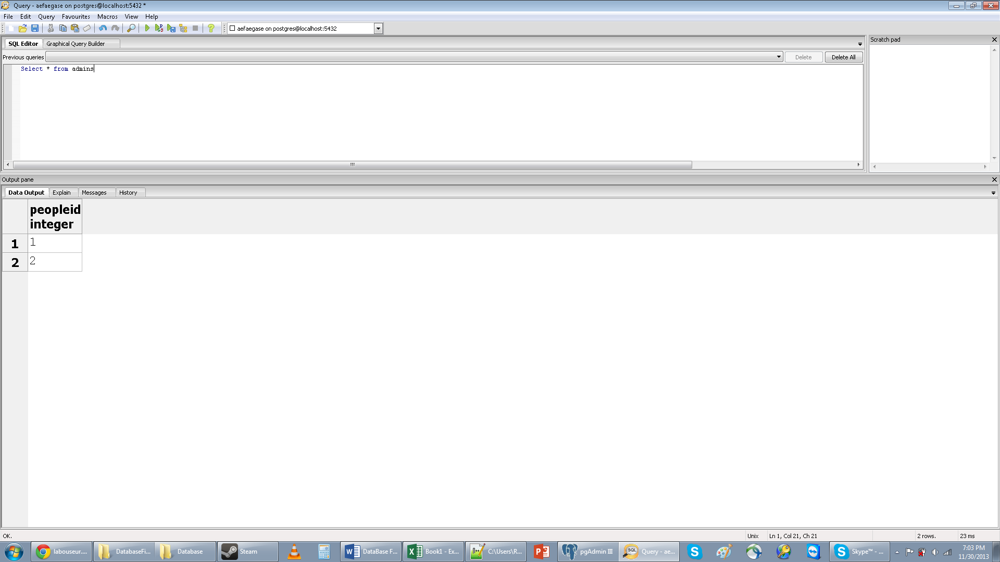 Query - aefaegase on postgres@localhost:5432 *
File Edit Query Favourites Macros View Help
aefaegase on postgres@localhost:5432
SQL Editor Graphical Query Builder
Scratch pad
Previous queries Delete Delete All
Select * from admins
Output pane
Data Output Explain Messages History
peopleid
integer
1 1
2 2
OK. Unix Ln 1, Col 21, Ch 21 2 rows. 23 ms
labouseur.... DatabaseFi... Database Steam DataBase F... Book1 - Ex... C:\Users\R... pgAdmin III Query - ae... Skype™ - ... 7:03 PM
11/30/2013